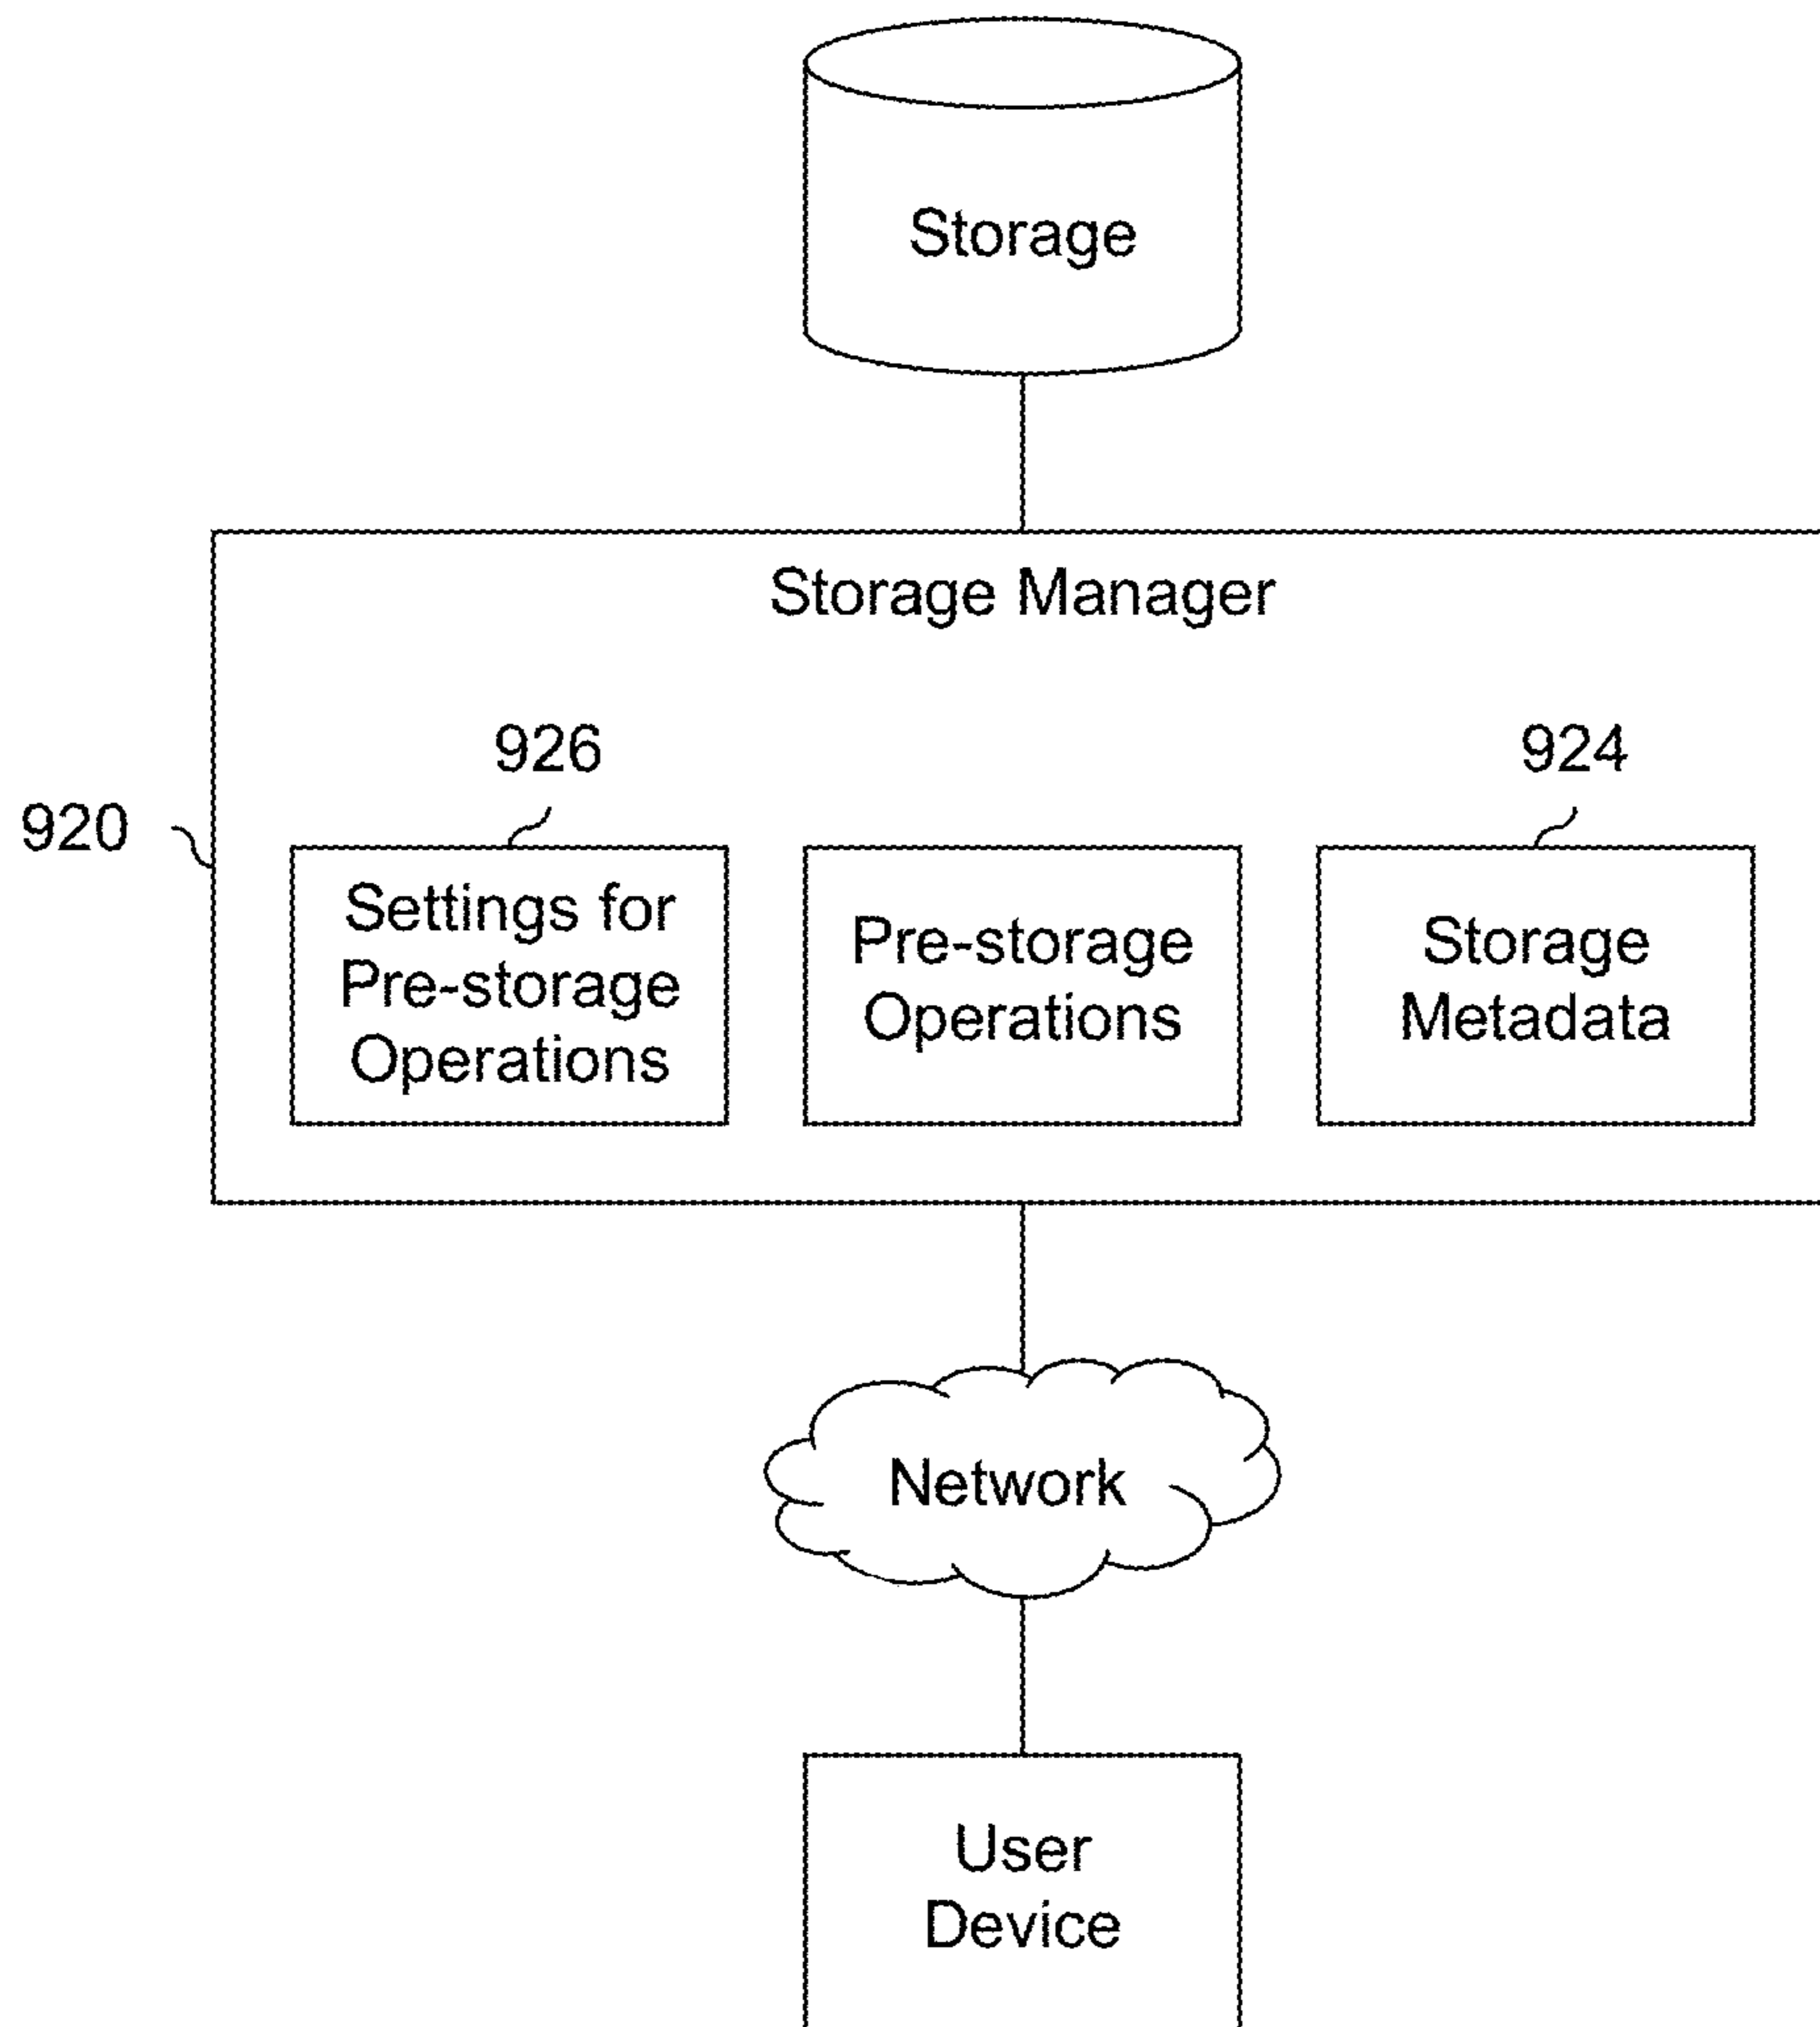 Storage
Storage Manager
926
924
920
Settings for
Pre-storage
Operations
Pre-storage
Operations
Storage
Metadata
Network
User
Device